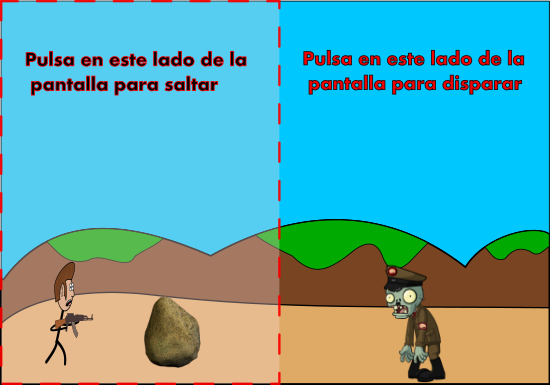 Pulsa en este lado de la
pantalla para saltar
Pulsa en este lado de la
pantalla para disparar